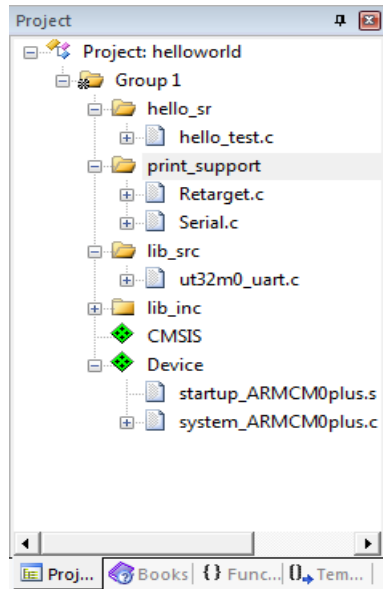 Project
Project: helloworld
Group 1
hello_sr
hello_test.c
print_support
Retarget.c
Serial.c
lib_src
ut32m0_uart.c
lib_inc
CMSIS
Device
startup_ARMCM0plus.s
system_ARMCM0plus.c
Proj... Books {} Func... 0 Tem...